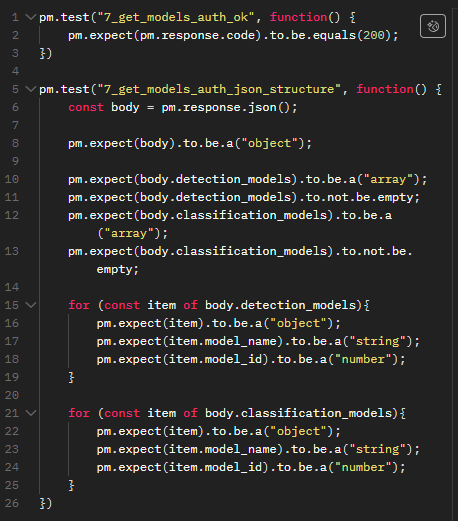 1 pm.test("7_get_models_auth_ok", function() {
2 pm.expect(pm.response.code).to.be.equals(200);
3 })
4
5 pm.test("7_get_models_auth_json_structure", function() {
6 const body = pm.response.json();
7
8 pm.expect(body).to.be.a("object");
9
10 pm.expect(body.detection_models).to.be.a("array");
11 pm.expect(body.detection_models).to.not.be.empty;
12 pm.expect(body.classification_models).to.be.a
("array");
13 pm.expect(body.classification_models).to.not.be.
empty;
14
15 for (const item of body.detection_models){
16 pm.expect(item).to.be.a("object");
17 pm.expect(item.model_name).to.be.a("string");
18 pm.expect(item.model_id).to.be.a("number");
19 }
20
21 for (const item of body.classification_models){
22 pm.expect(item).to.be.a("object");
23 pm.expect(item.model_name).to.be.a("string");
24 pm.expect(item.model_id).to.be.a("number");
25 }
26 })